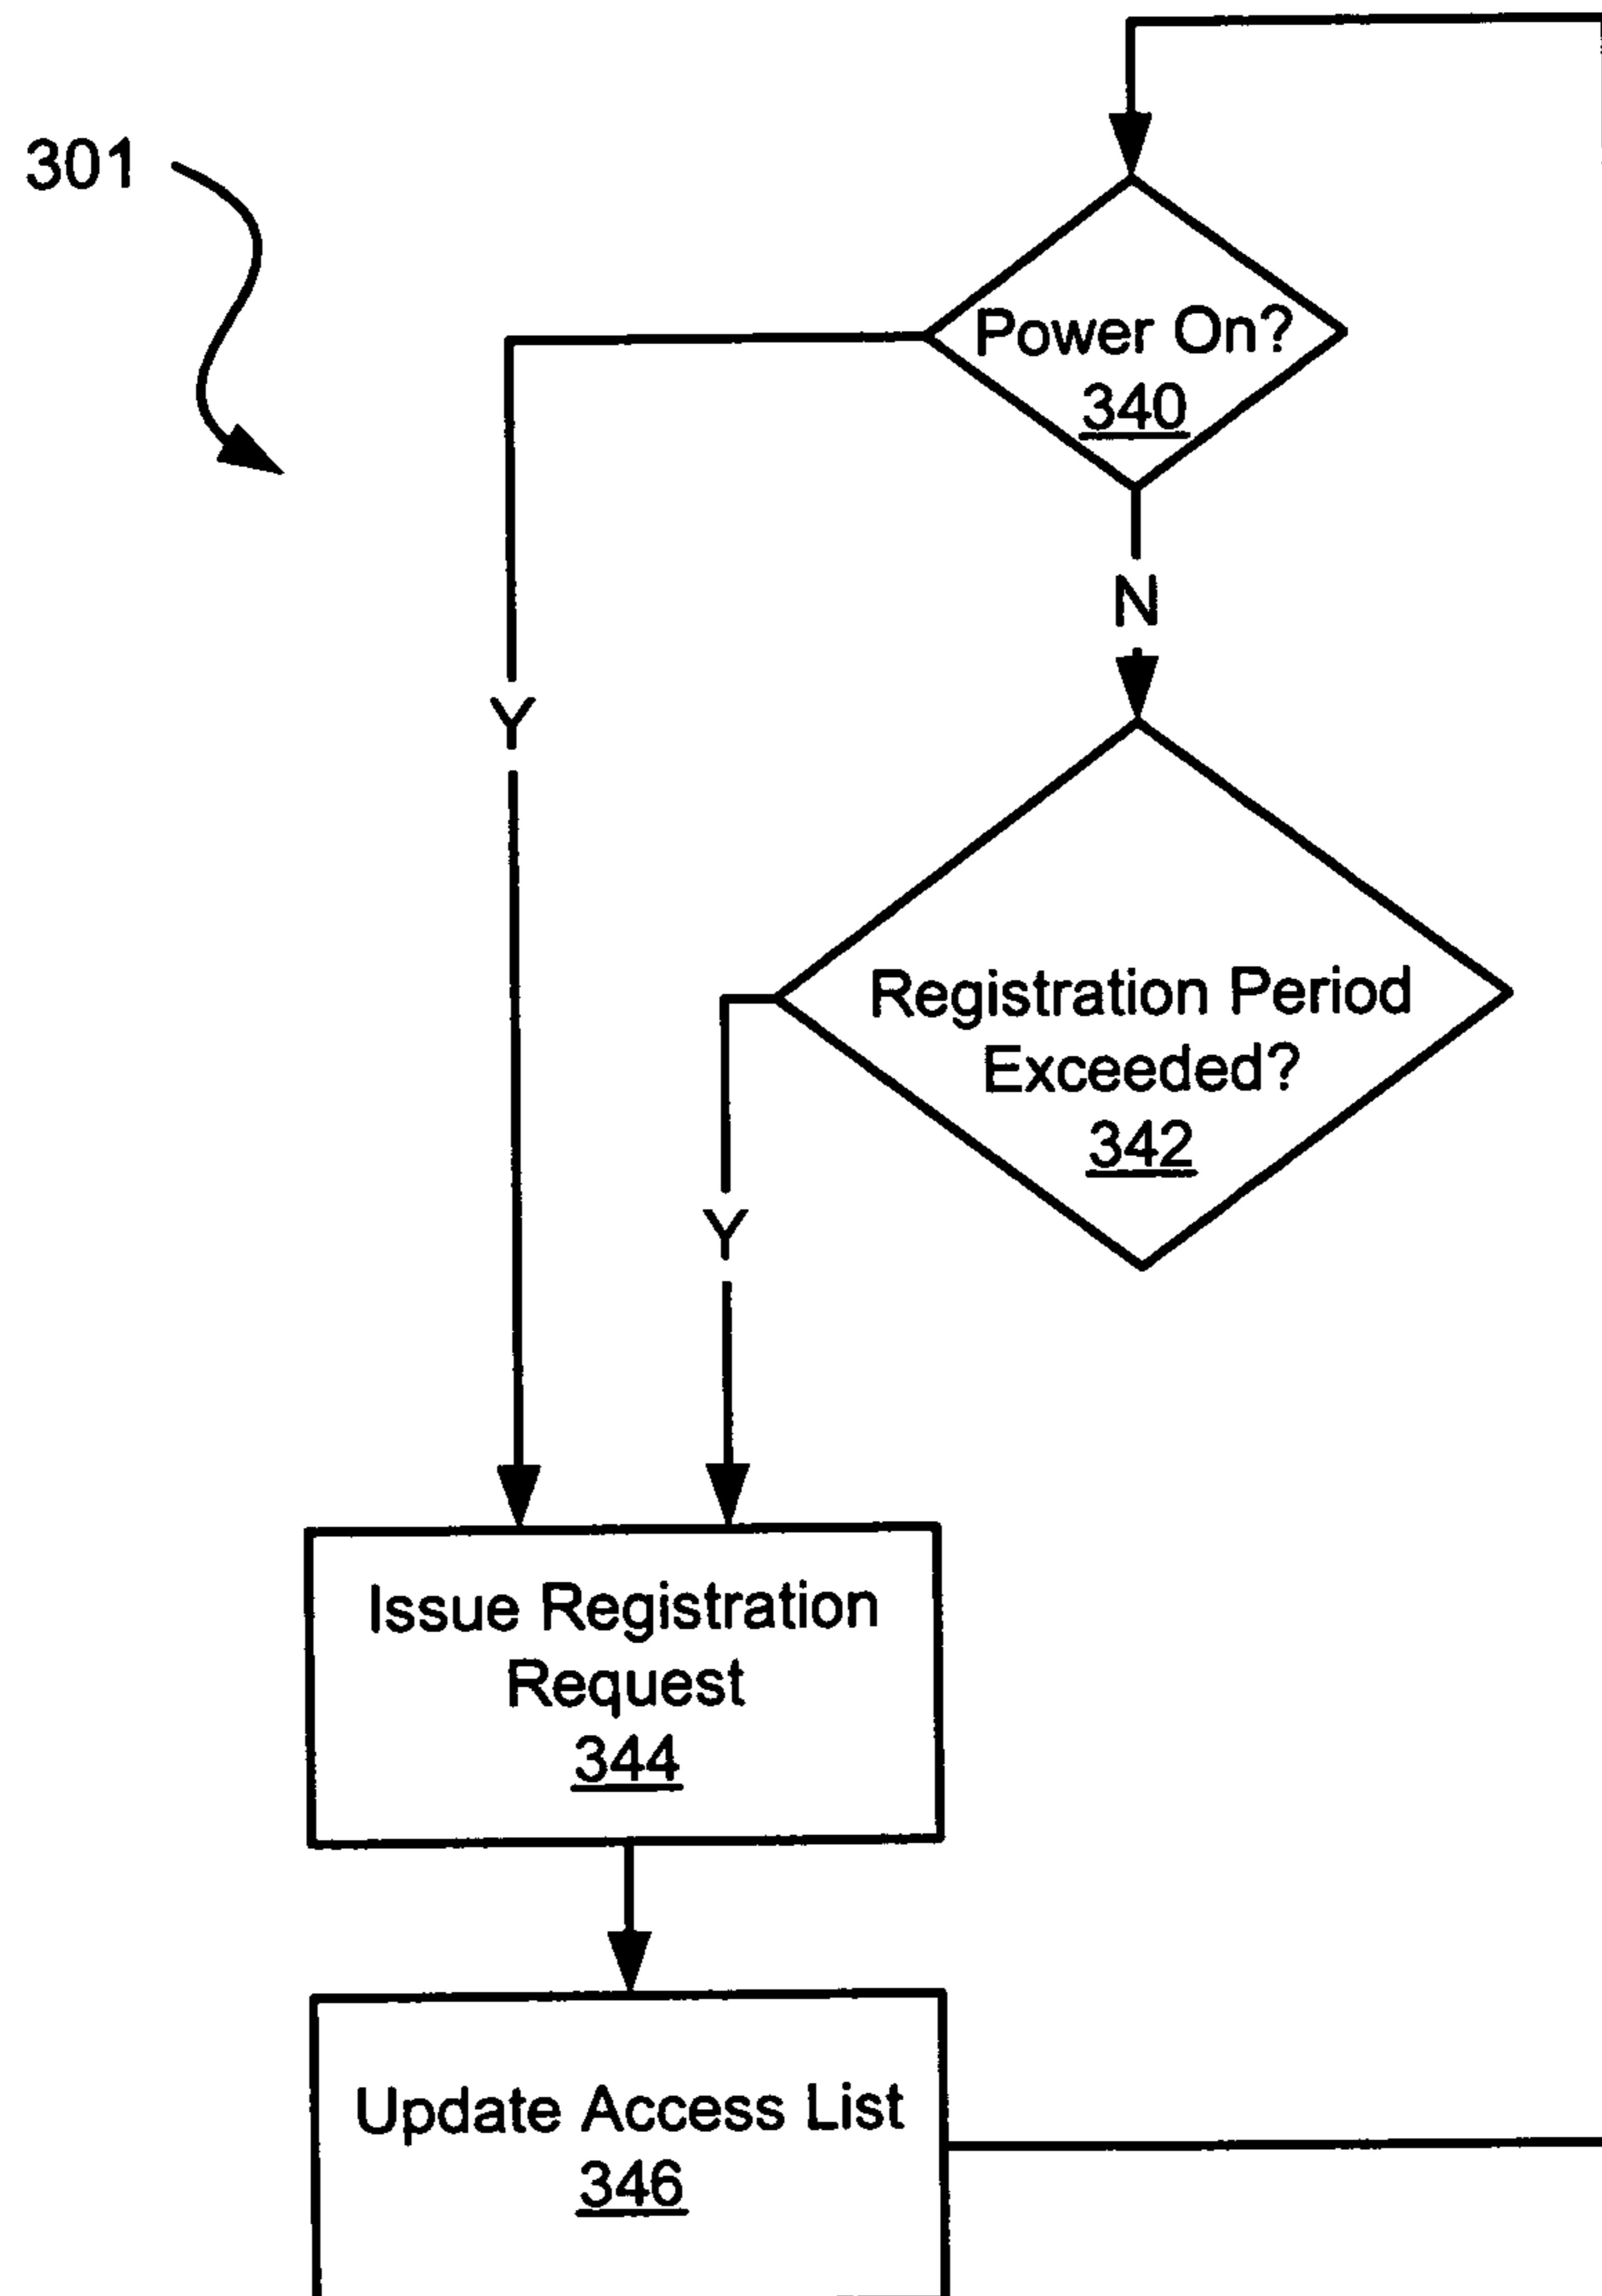 301
Power On?
340
N
Y
Registration Period
Exceeded?
342
Y
Issue Registration
Request
344
Update Access List
346